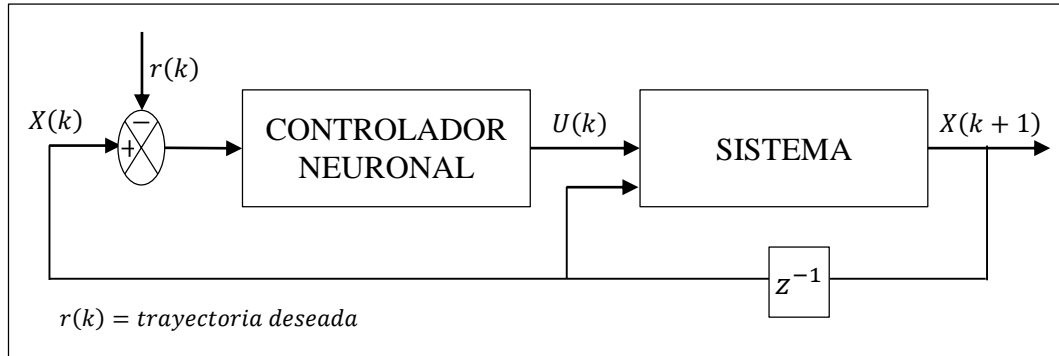 r(k)
X(k)
−
+
CONTROLADOR
NEURONAL
U(k)
SISTEMA
X(k + 1)
z⁻¹
r(k) = trayectoria deseada